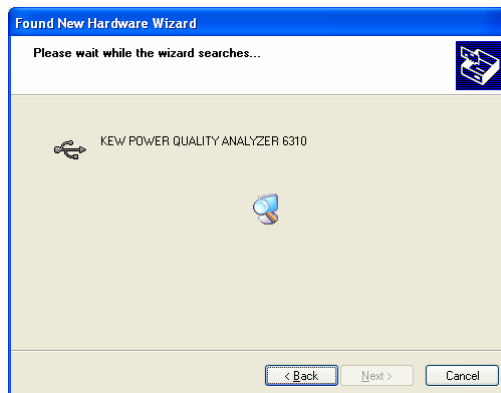 Found New Hardware Wizard
Please wait while the wizard searches...
KEW POWER QUALITY ANALYZER 6310
< Back
Next >
Cancel